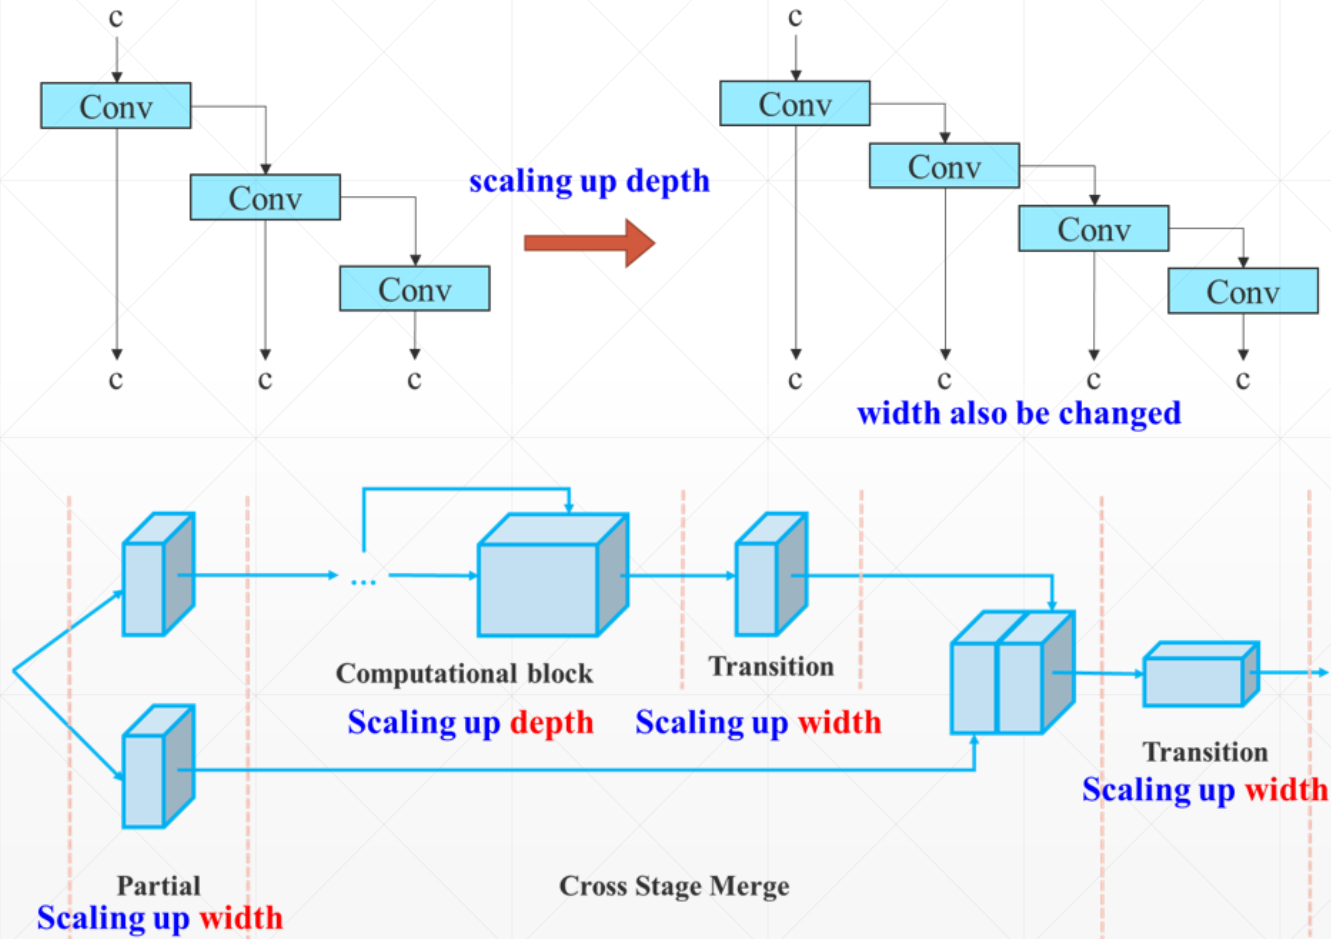 c
c
Conv
Conv
Conv
Conv
Conv
Conv
Conv
scaling up depth
c
c
c
c
c
c
c
width also be changed
...
Computational block
Scaling up depth
Transition
Scaling up width
Transition
Scaling up width
Partial
Scaling up width
Cross Stage Merge